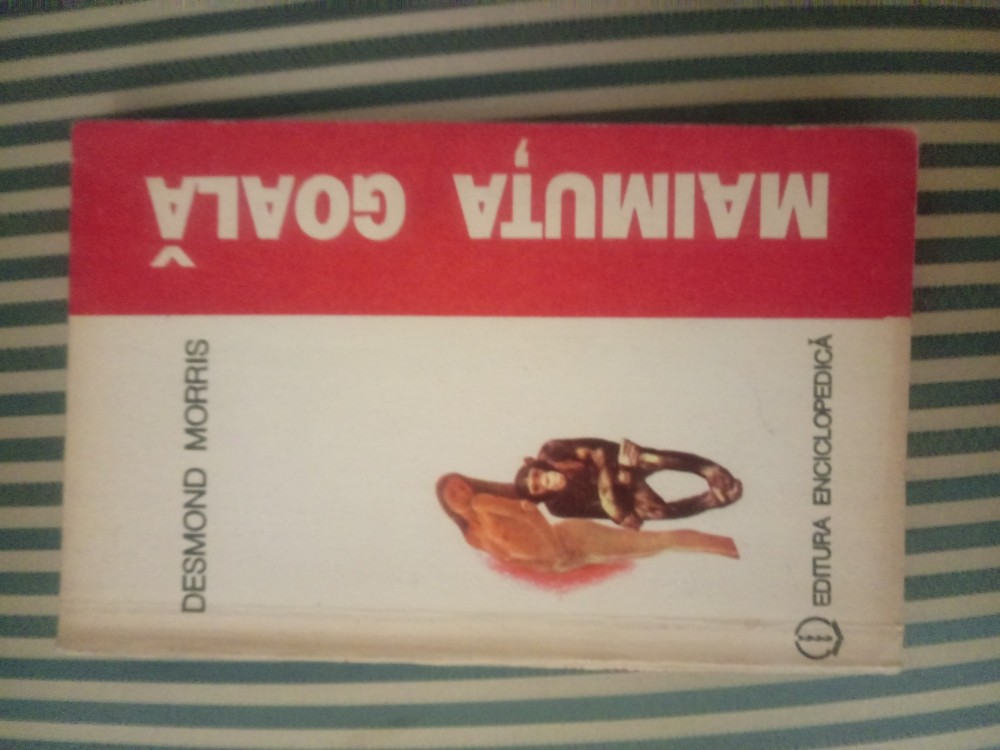 DESMOND MORRIS
MAIMUȚA GOALĂ
EDITURA ENCICLOPEDICĂ